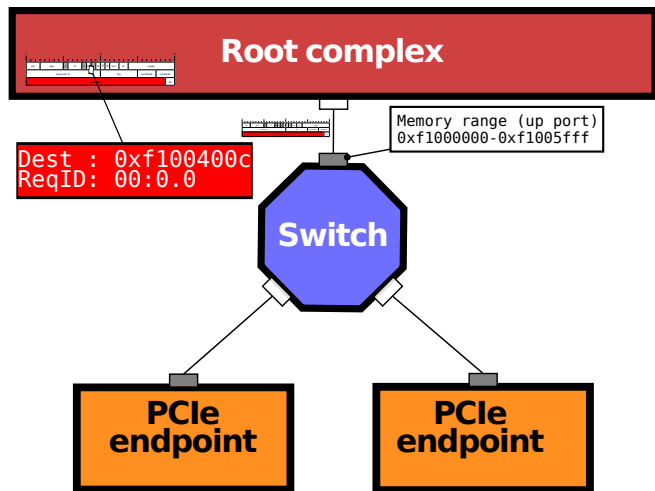 Root complex
Memory range (up port)
0xf1000000-0xf1005fff
Dest : 0xf100400c
ReqID: 00:0.0
Switch
PCIe
endpoint
PCIe
endpoint